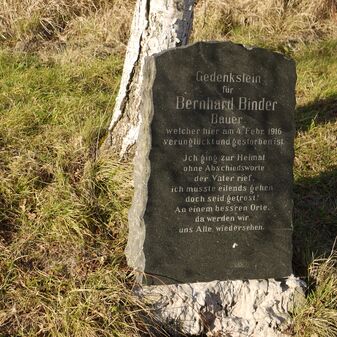 Gedenkstein
für
Bernhard Binder
Bauer
welcher hier am 4. Febr. 1916
verunglückt und gestorben ist.
Ich ging zur Heimat
ohne Abschiedsworte
der Vater rief,
ich musste eilends gehen
doch seid getrost!
An einem bessren Orte,
da werden wir
uns Alle, wiedersehen.